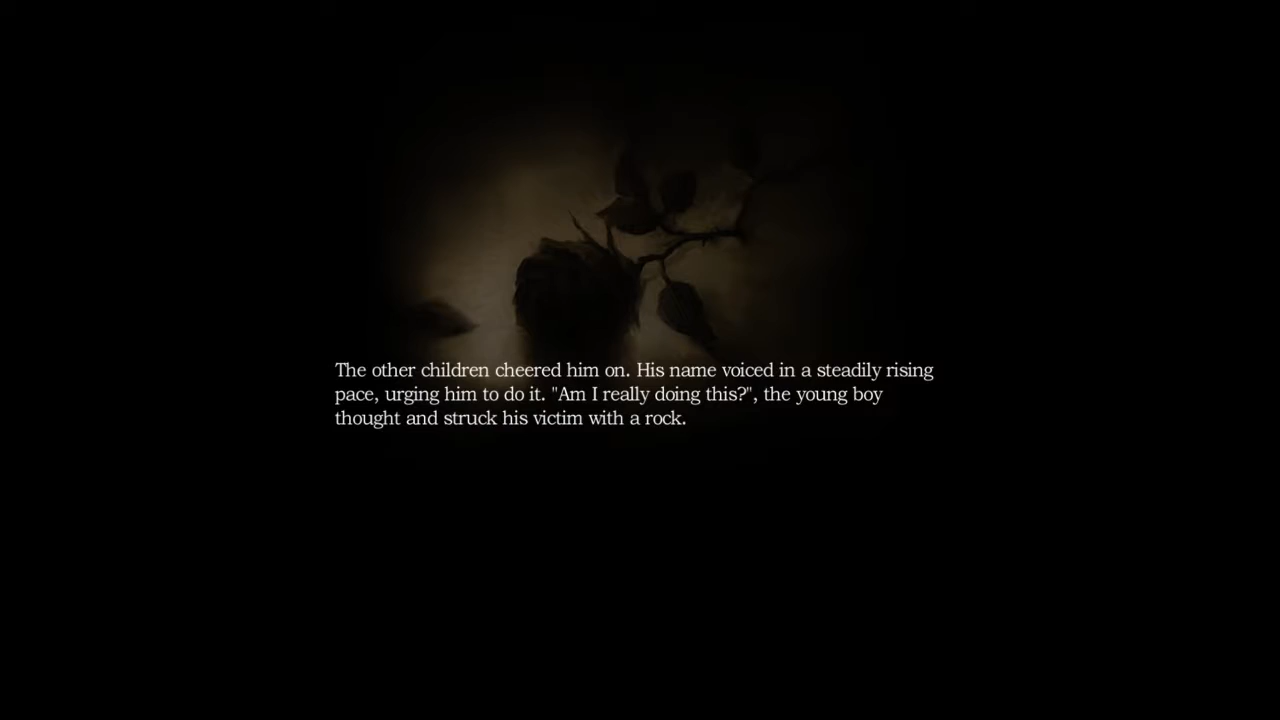 The other children cheered him on. His name voiced in a steadily rising
pace, urging him to do it. "Am I really doing this?", the young boy
thought and struck his victim with a rock.